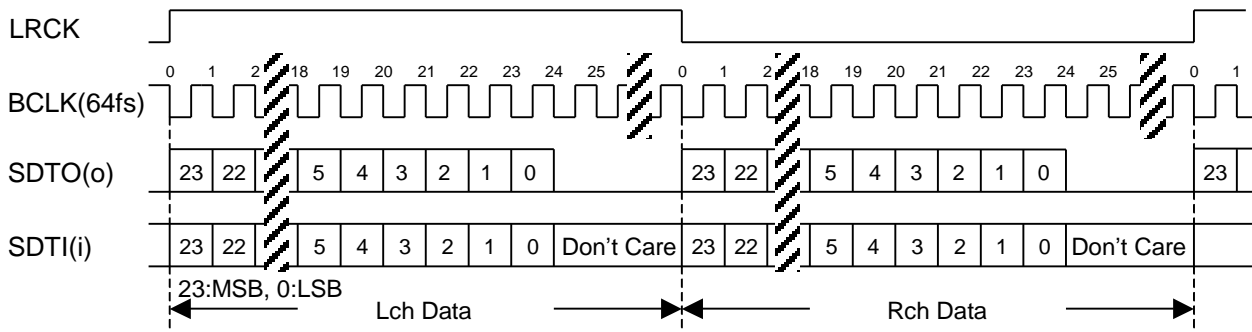 LRCK
0 1 2 18 19 20 21 22 23 24 25 0 1 2 18 19 20 21 22 23 24 25 0 1
BCLK(64fs)
SDTO(o) 23 22 5 4 3 2 1 0 23 22 5 4 3 2 1 0 23
SDTI(i) 23 22 5 4 3 2 1 0 Don't Care 23 22 5 4 3 2 1 0 Don't Care
23:MSB, 0:LSB
Lch Data Rch Data